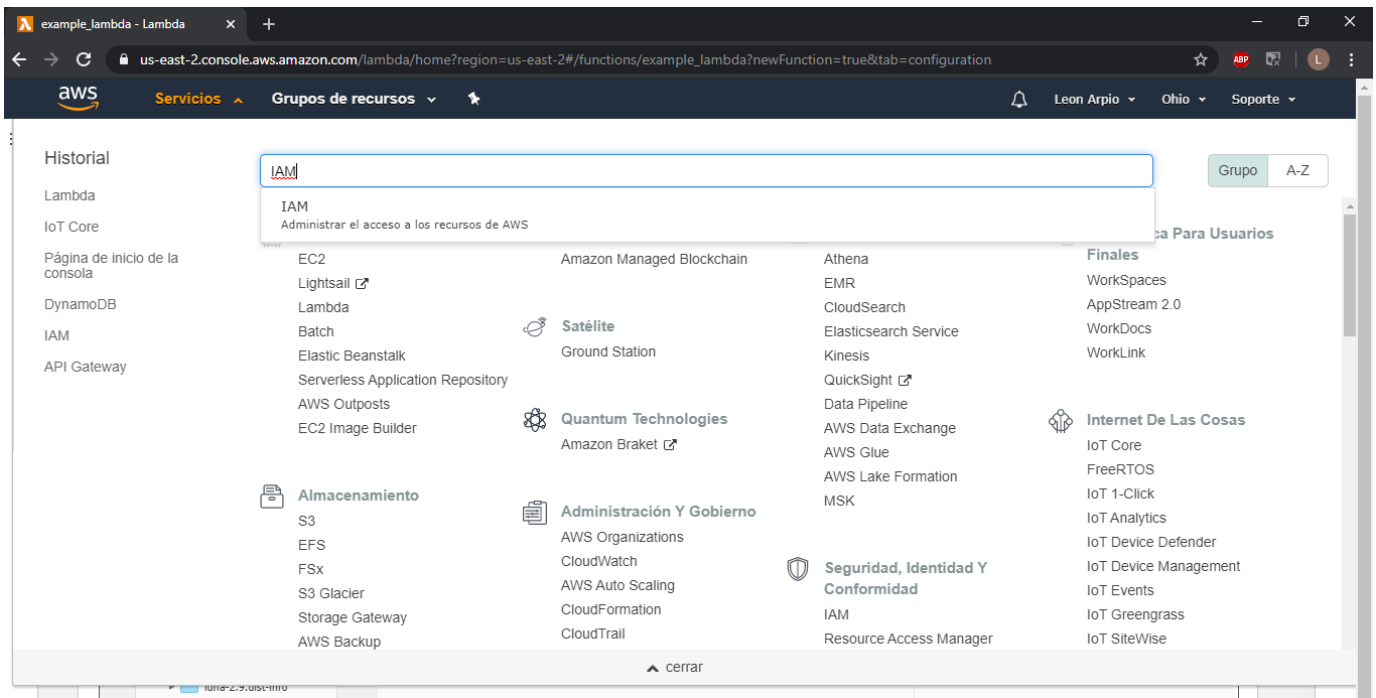 example_lambda - Lambda
us-east-2.console.aws.amazon.com/lambda/home?region=us-east-2#/functions/example_lambda?newFunction=true&tab=configuration
ABP
L
aws
Servicios
Grupos de recursos
Leon Arpio
Ohio
Soporte
Historial
Lambda
IoT Core
Página de inicio de la
consola
DynamoDB
IAM
API Gateway
IAM
Grupo
A-Z
IAM
Administrar el acceso a los recursos de AWS
EC2
Lightsail
Lambda
Batch
Elastic Beanstalk
Serverless Application Repository
AWS Outposts
EC2 Image Builder
Almacenamiento
S3
EFS
FSx
S3 Glacier
Storage Gateway
AWS Backup
Amazon Managed Blockchain
Satélite
Ground Station
Quantum Technologies
Amazon Braket
Administración Y Gobierno
AWS Organizations
CloudWatch
AWS Auto Scaling
CloudFormation
CloudTrail
Athena
EMR
CloudSearch
Elasticsearch Service
Kinesis
QuickSight
Data Pipeline
AWS Data Exchange
AWS Glue
AWS Lake Formation
MSK
Seguridad, Identidad Y
Conformidad
IAM
Resource Access Manager
Para Usuarios
Finales
WorkSpaces
AppStream 2.0
WorkDocs
WorkLink
Internet De Las Cosas
IoT Core
FreeRTOS
IoT 1-Click
IoT Analytics
IoT Device Defender
IoT Device Management
IoT Events
IoT Greengrass
IoT SiteWise
cerrar